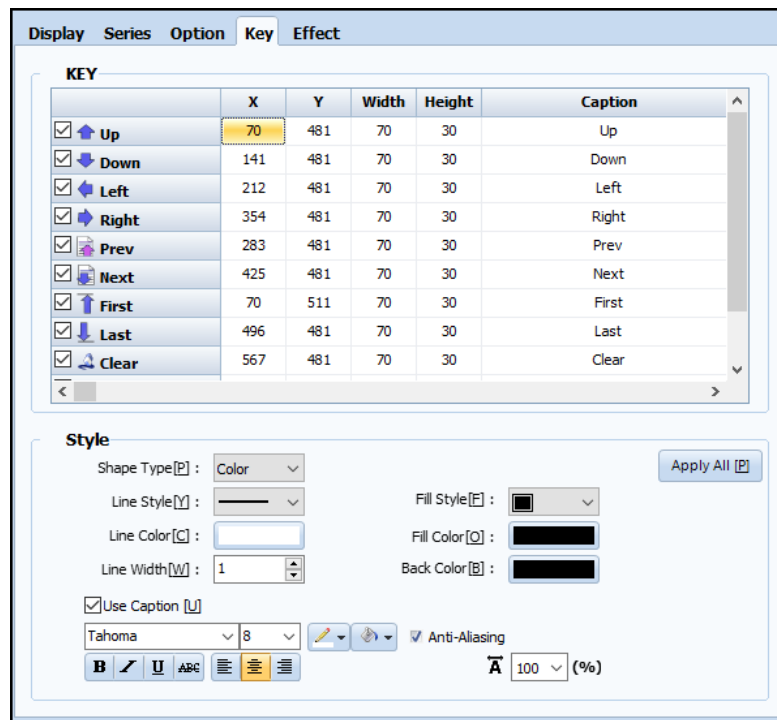 Display Series Option Key Effect
KEY
X Y Width Height Caption
Up 70 481 70 30 Up
Down 141 481 70 30 Down
Left 212 481 70 30 Left
Right 354 481 70 30 Right
Prev 283 481 70 30 Prev
Next 425 481 70 30 Next
First 70 511 70 30 First
Last 496 481 70 30 Last
Clear 567 481 70 30 Clear
Style
Shape Type[P] : Color Apply All [P]
Line Style[Y] : Fill Style[F] :
Line Color[C] : Fill Color[O] :
Line Width[W] : 1 Back Color[B] :
Use Caption [U]
Tahoma 8 Anti-Aliasing
B I U ABC A 100 (%)